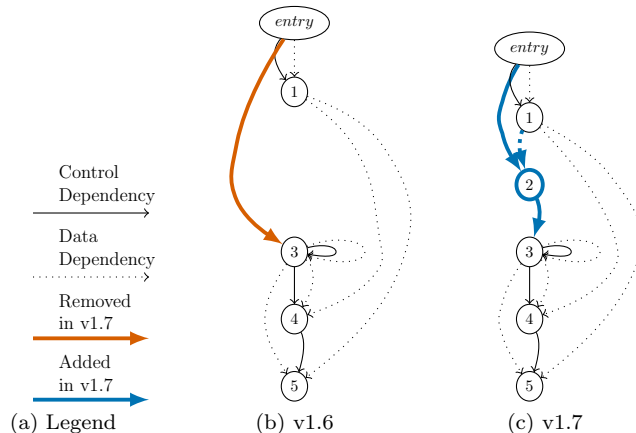 entry
1
3
4
5
entry
1
2
3
4
5
Control
Dependency
Data
Dependency
Removed
in v1.7
Added
in v1.7
(a) Legend
(b) v1.6
(c) v1.7